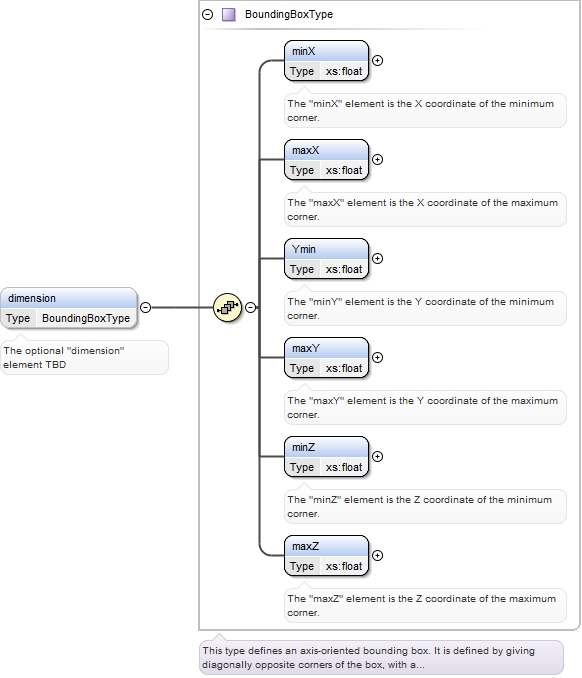 BoundingBoxType
minX
Type xs:float
The "minX" element is the X coordinate of the minimum
corner.
maxX
Type xs:float
The "maxX" element is the X coordinate of the maximum
corner.
Ymin
Type xs:float
The "minY" element is the Y coordinate of the minimum
corner.
dimension
Type BoundingBoxType
The optional "dimension"
element TBD
maxY
Type xs:float
The "maxY" element is the Y coordinate of the maximum
corner.
minZ
Type xs:float
The "minZ" element is the Z coordinate of the minimum
corner.
maxZ
Type xs:float
The "maxZ" element is the Z coordinate of the maximum
corner.
This type defines an axis-oriented bounding box. It is defined by giving
diagonally opposite corners of the box, with a...